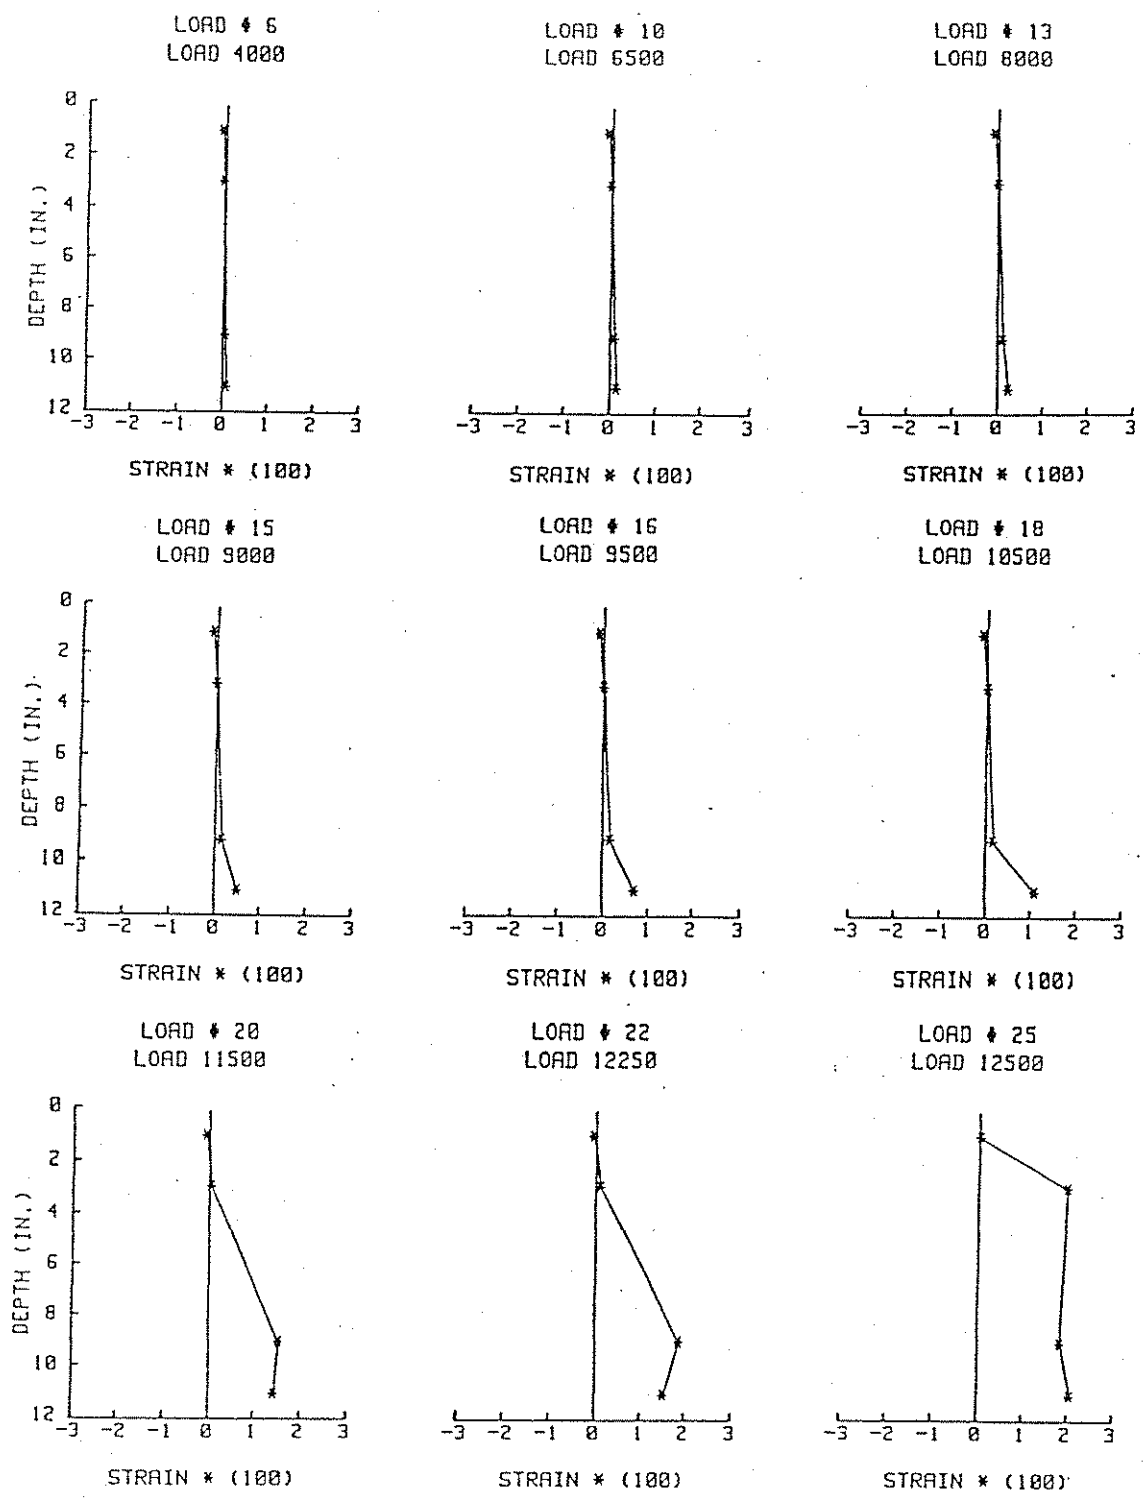 LOAD # 6
LOAD 4000
LOAD # 10
LOAD 6500
LOAD # 13
LOAD 8000
0
2
4
6
8
10
12
DEPTH (IN.)
-3 -2 -1 0 1 2 3
-3 -2 -1 0 1 2 3
-3 -2 -1 0 1 2 3
STRAIN * (100)
STRAIN * (100)
STRAIN * (100)
LOAD # 15
LOAD 9000
LOAD # 16
LOAD 9500
LOAD # 18
LOAD 10500
0
2
4
6
8
10
12
DEPTH (IN.)
-3 -2 -1 0 1 2 3
-3 -2 -1 0 1 2 3
-3 -2 -1 0 1 2 3
STRAIN * (100)
STRAIN * (100)
STRAIN * (100)
LOAD # 20
LOAD 11500
LOAD # 22
LOAD 12250
LOAD # 25
LOAD 12500
0
2
4
6
8
10
12
DEPTH (IN.)
-3 -2 -1 0 1 2 3
-3 -2 -1 0 1 2 3
-3 -2 -1 0 1 2 3
STRAIN * (100)
STRAIN * (100)
STRAIN * (100)